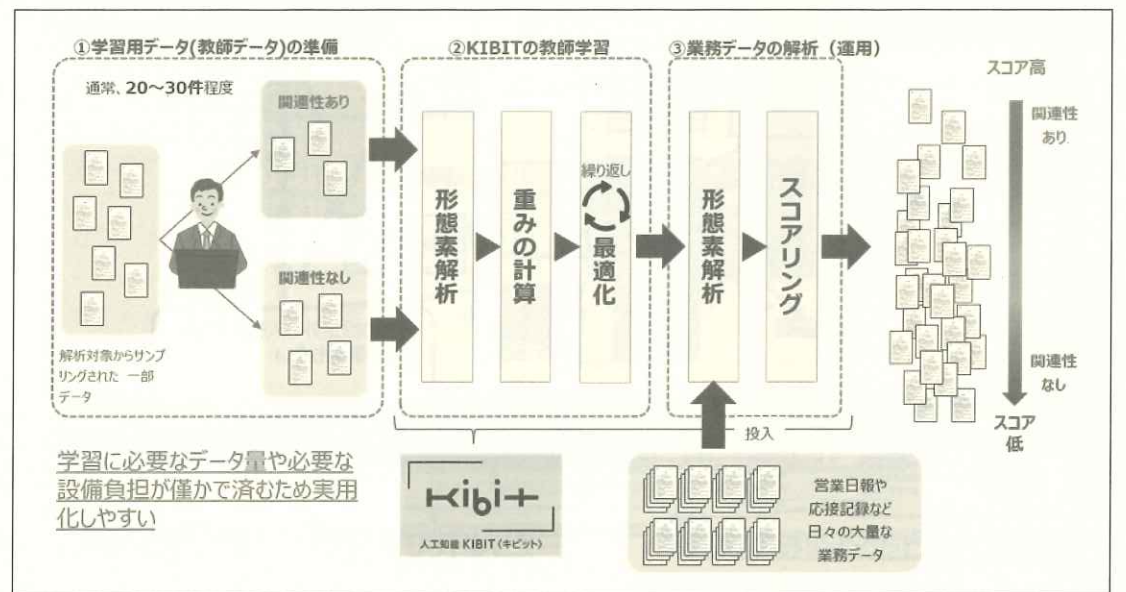 ①学習用データ(教師データ)の準備
通常、20～30件程度
関連性あり
関連性なし
解析対象からサンプ
リングされた 一部
データ
②KIBITの教師学習
形態素解析
重みの計算
繰り返し
最適化
③業務データの解析（運用）
形態素解析
スコアリング
スコア高
関連性
あり
関連性
なし
スコア
低
投入
学習に必要なデータ量や必要な
設備負担が僅かで済むため実用
化しやすい
Kibit
人工知能 KIBIT（キビット）
営業日報や
応接記録など
日々の大量な
業務データ